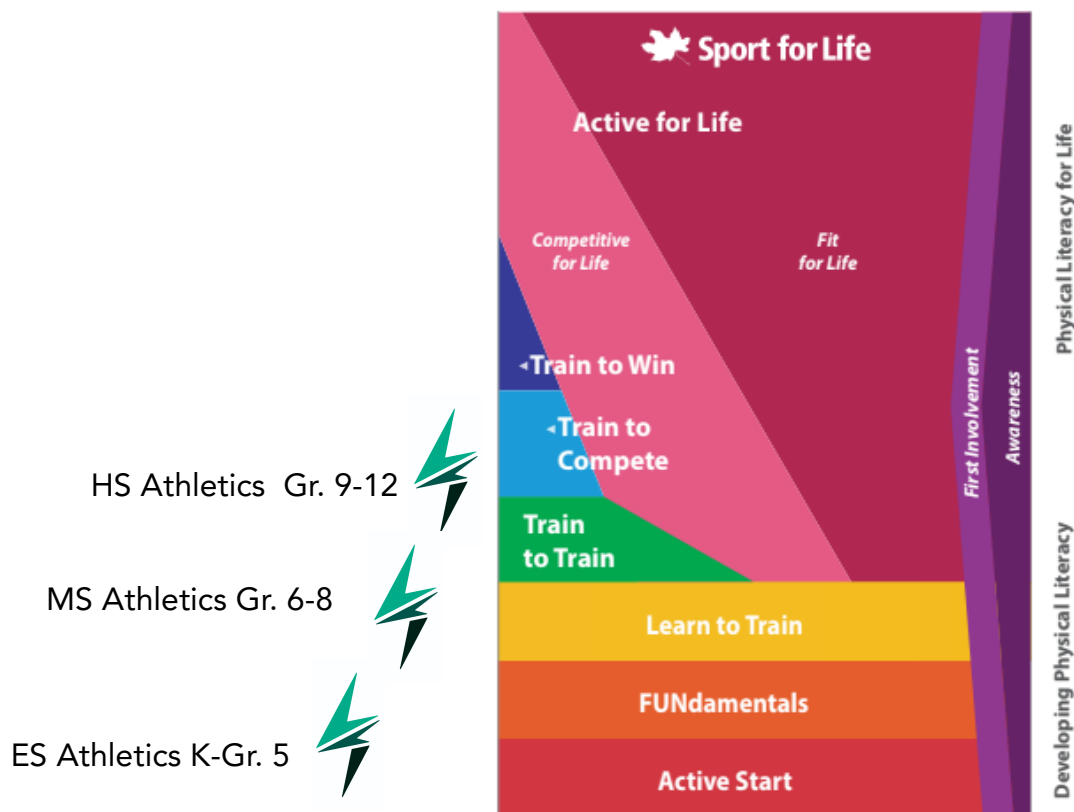 Sport for Life
Active for Life
Competitive
for Life
Fit
for Life
Train to Win
Train to
Compete
HS Athletics  Gr. 9-12
Train
to Train
MS Athletics Gr. 6-8
Learn to Train
FUNdamentals
ES Athletics K-Gr. 5
Active Start
First Involvement
Awareness
Physical Literacy for Life
Developing Physical Literacy